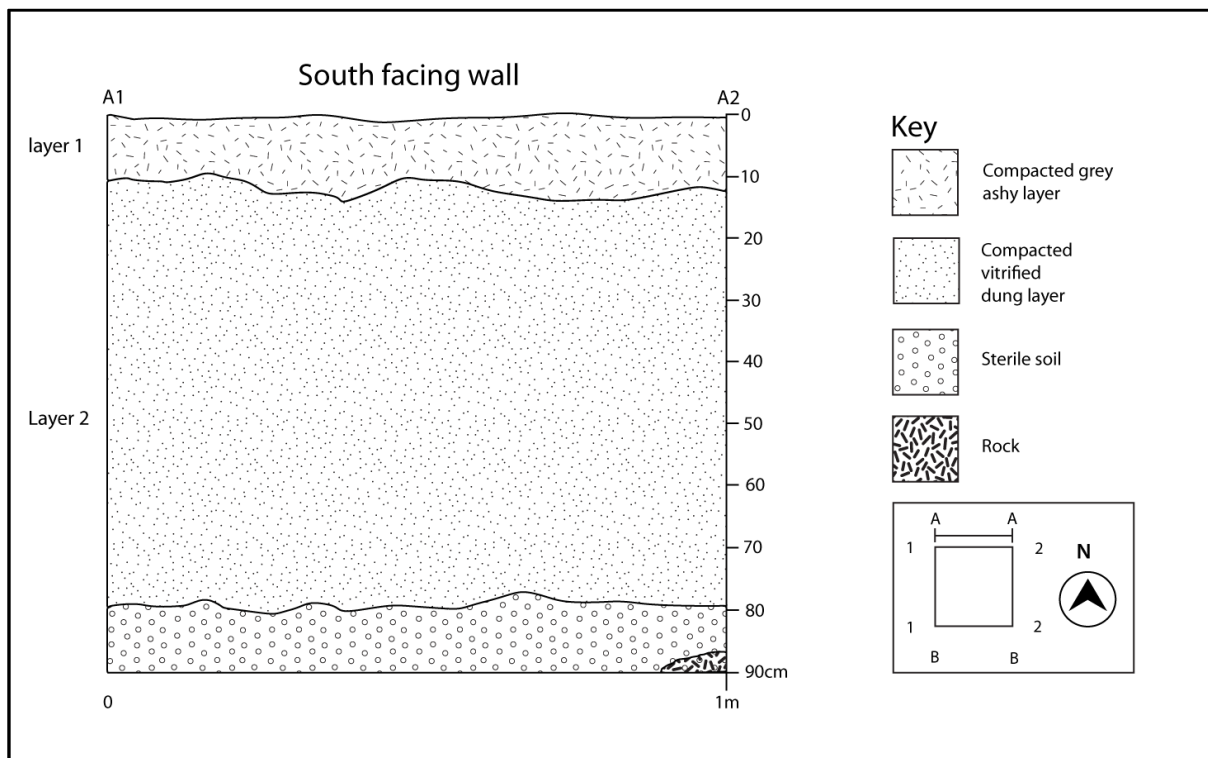 South facing wall
A1
A2
layer 1
Layer 2
0
10
20
30
40
50
60
70
80
90cm
0
1m
Key
Compacted grey
ashy layer
Compacted
vitrified
dung layer
Sterile soil
Rock
A A
1 2
N
1 2
B B